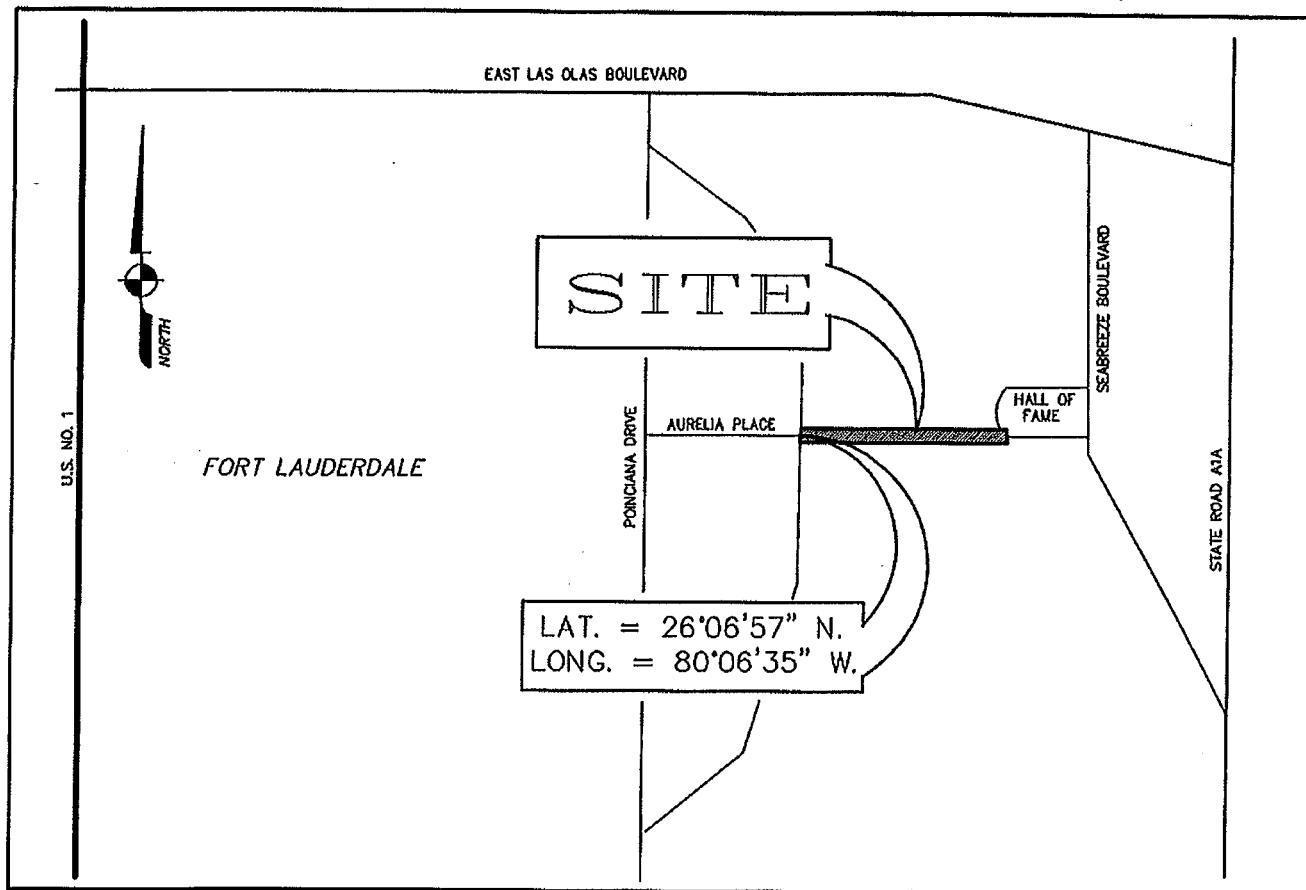 EAST LAS OLAS BOULEVARD
NORTH
SITE
SEABREEZE BOULEVARD
HALL OF
FAME
AURELIA PLACE
U.S. NO. 1
FORT LAUDERDALE
POINCIANA DRIVE
STATE ROAD A1A
LAT. = 26°06'57" N.
LONG. = 80°06'35" W.